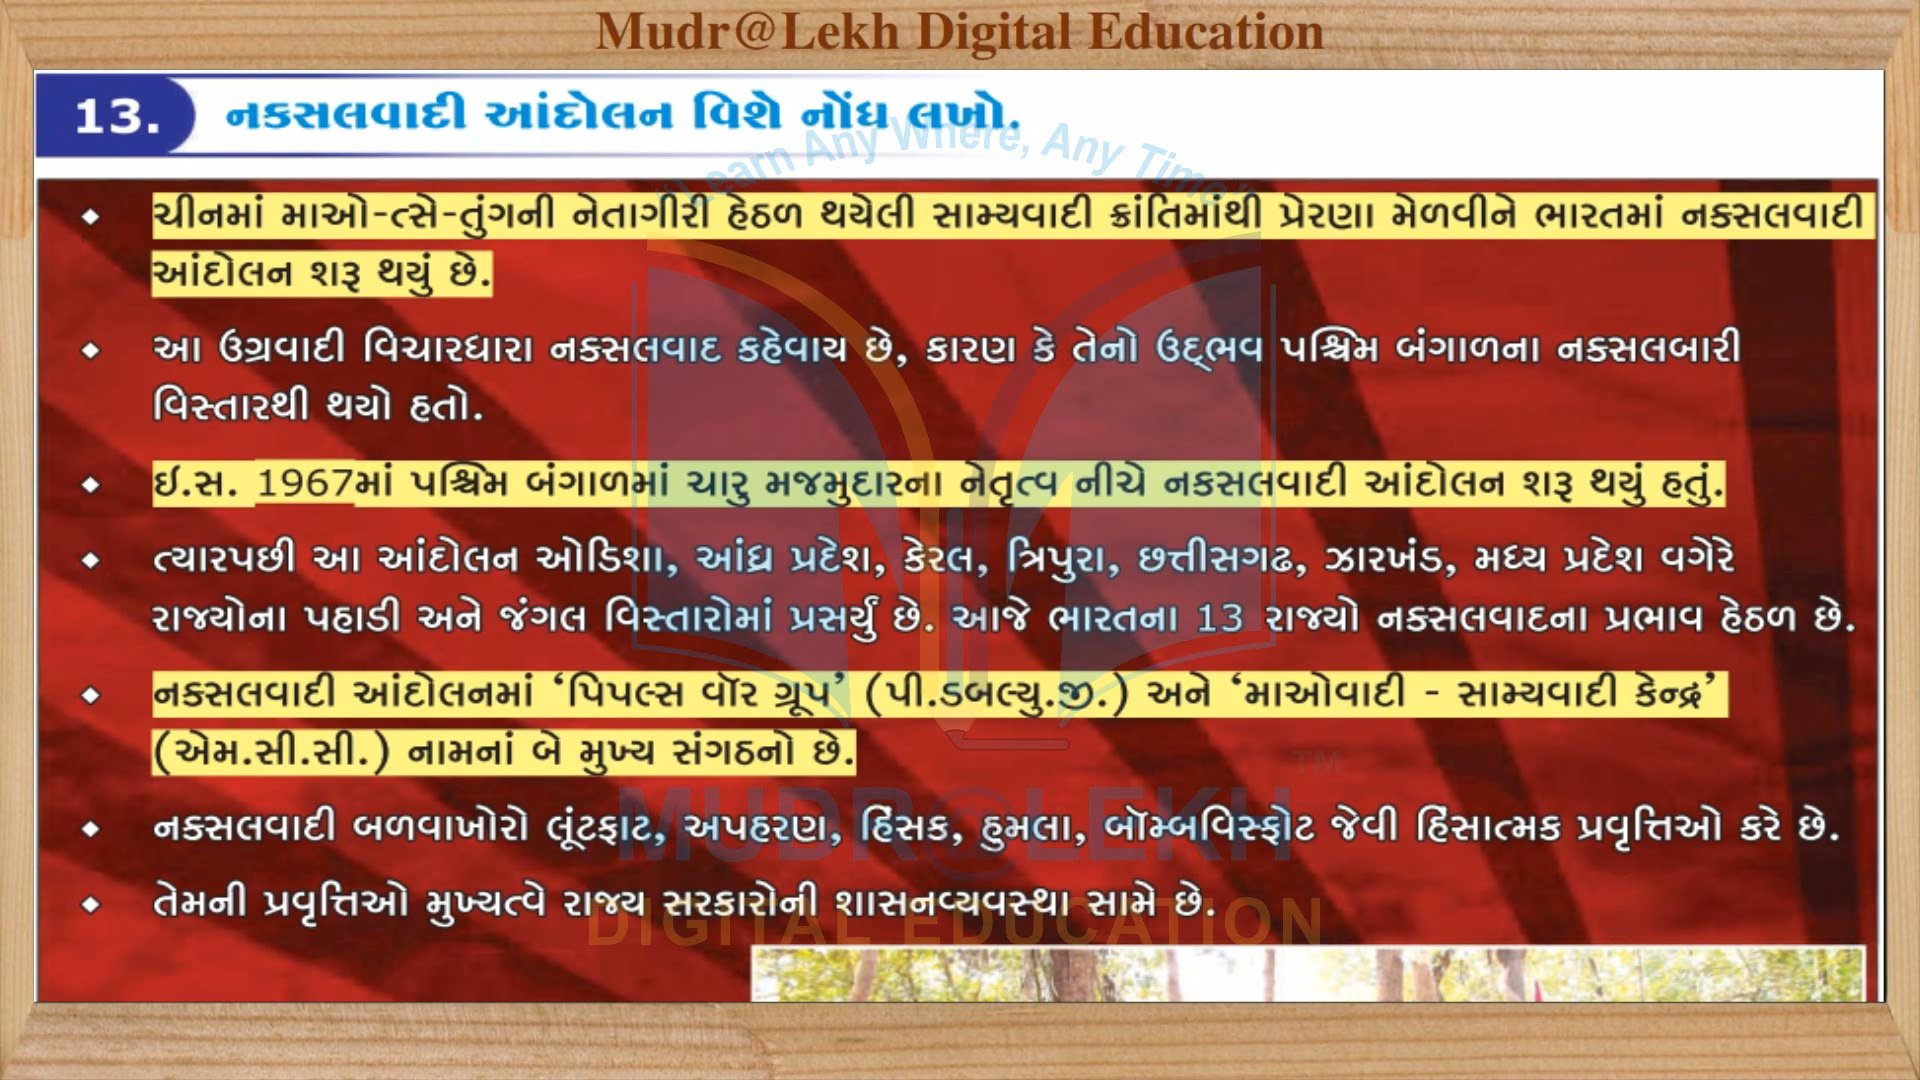 Mudr@Lekh Digital Education
13. નકસલવાદી આંદોલન વિશે નોંધ લખો.
"Learn Any Where, Any Time"
ચીનમાં માઓ-ત્સે-તુંગની નેતાગીરી હેઠળ થયેલી સામ્યવાદી ક્રાંતિમાંથી પ્રેરણા મેળવીને ભારતમાં નક્સલવાદી
આંદોલન શરૂ થયું છે.
આ ઉગ્રવાદી વિચારધારા નક્સલવાદ કહેવાય છે, કારણ કે તેનો ઉદ્‌ભવ પશ્ચિમ બંગાળના નક્સલબારી
વિસ્તારથી થયો હતો.
ઈ.સ. 1967માં પશ્ચિમ બંગાળમાં ચારુ મજમુદારના નેતૃત્વ નીચે નકસલવાદી આંદોલન શરૂ થયું હતું.
ત્યારપછી આ આંદોલન ઓડિશા, આંધ્ર પ્રદેશ, કેરલ, ત્રિપુરા, છત્તીસગઢ, ઝારખંડ, મધ્ય પ્રદેશ વગેરે
રાજ્યોના પહાડી અને જંગલ વિસ્તારોમાં પ્રસર્યું છે. આજે ભારતના 13 રાજ્યો નક્સલવાદના પ્રભાવ હેઠળ છે.
નક્સલવાદી આંદોલનમાં ‘પિપલ્સ વૉર ગ્રૂપ’ (પી.ડબલ્યુ.જી.) અને ‘માઓવાદી - સામ્યવાદી કેન્દ્ર’
(એમ.સી.સી.) નામનાં બે મુખ્ય સંગઠનો છે.
TM
MUDR@LEKH
નક્સલવાદી બળવાખોરો લૂંટફાટ, અપહરણ, હિંસક, હુમલા, બૉમ્બવિસ્ફોટ જેવી હિંસાત્મક પ્રવૃત્તિઓ કરે છે.
તેમની પ્રવૃત્તિઓ મુખ્યત્વે રાજ્ય સરકારોની શાસનવ્યવસ્થા સામે છે.
DIGITAL EDUCATION